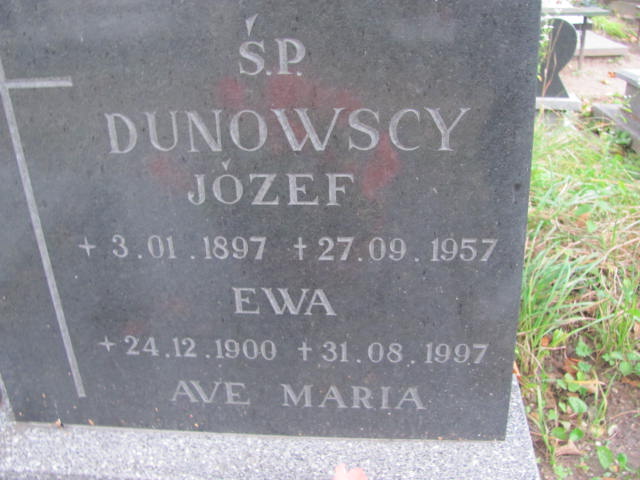 Ś.P.
DUNOWSCY
JÓZEF
+ 3.01.1897 †27.09.1957
EWA
+24.12.1900 †31.08.1997
AVE MARIA